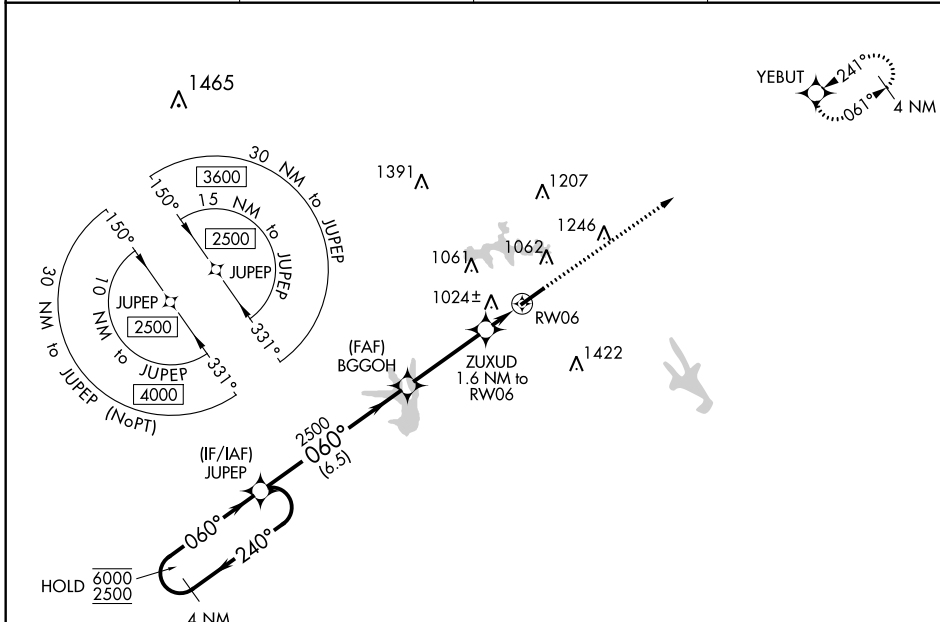 1465
YEBUT
241°
061°
4 NM
30 NM to JUPEP
3600
150°
15 NM to JUPEP
2500
JUPEP
331°
1391
1207
1246
1061
1062
1024±
RW06
150°
JUPEP
2500
10 NM to JUPEP
4000
331°
30 NM to JUPEP (NoPT)
(FAF)
BGGOH
ZUXUD
1.6 NM to
RW06
1422
2500
060°
(6.5)
(IF/IAF)
JUPEP
060°
240°
HOLD 6000
2500
4 NM